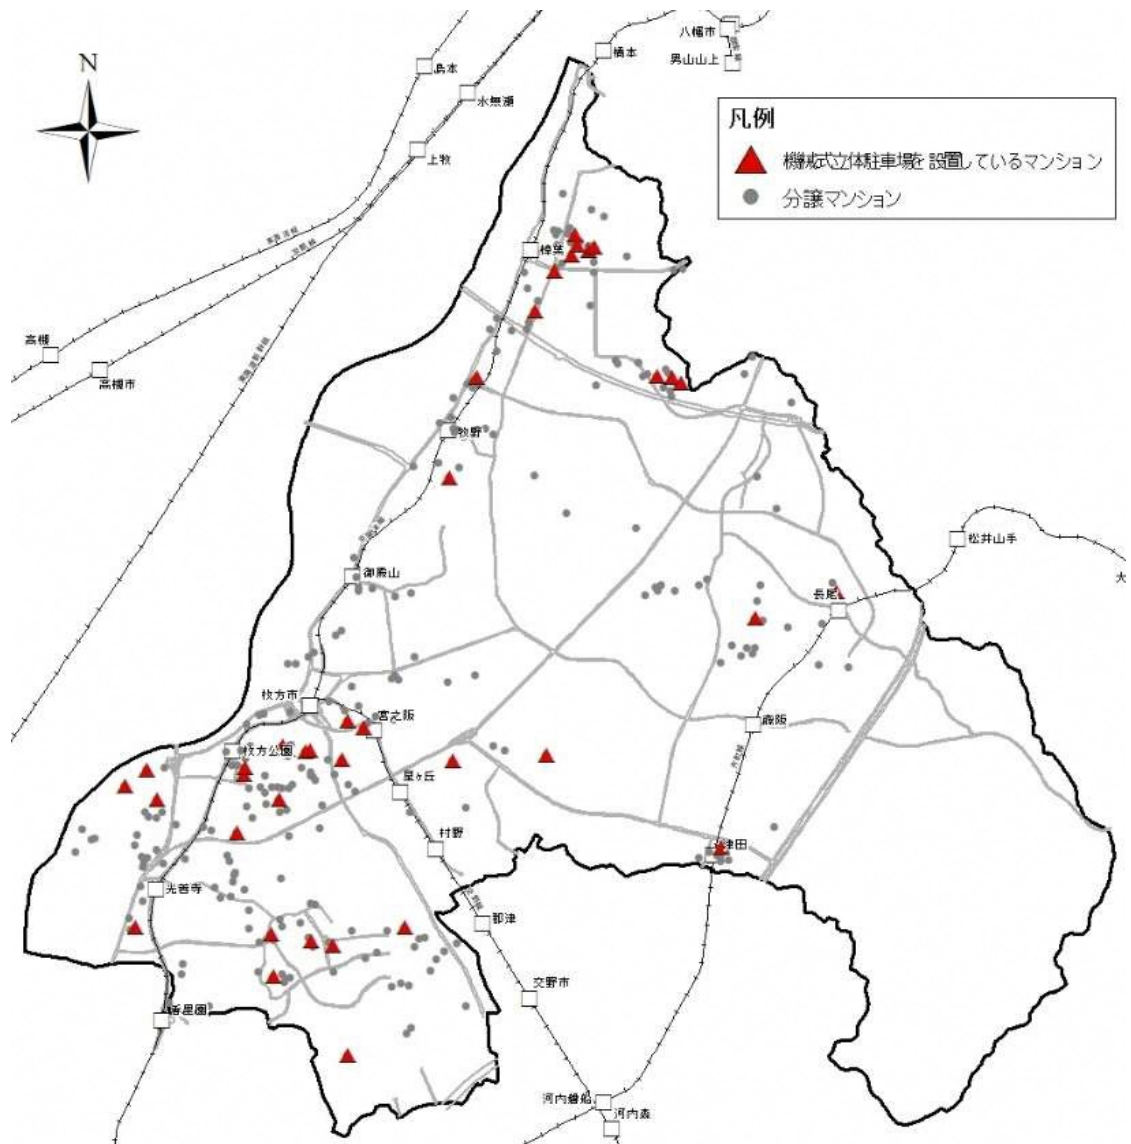 橋本
八幡市
男山山上
島本
水無瀬
上牧
N
凡例
機械式立体駐車場を設置しているマンション
分譲マンション
樟葉
高槻
高槻市
牧野
松井山手
大
御殿山
長尾
枚方市
宮之阪
藤阪
枚方公園
星ヶ丘
村野
津田
光善寺
郡津
交野市
香里園
河内磐船
河内森